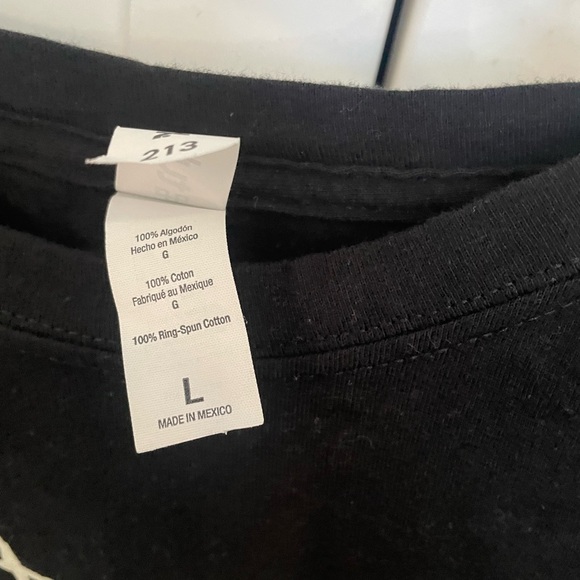 213
100% Algodón
Hecho en México
G
100% Coton
Fabriqué au Mexique
G
100% Ring-Spun Cotton
L
MADE IN MEXICO